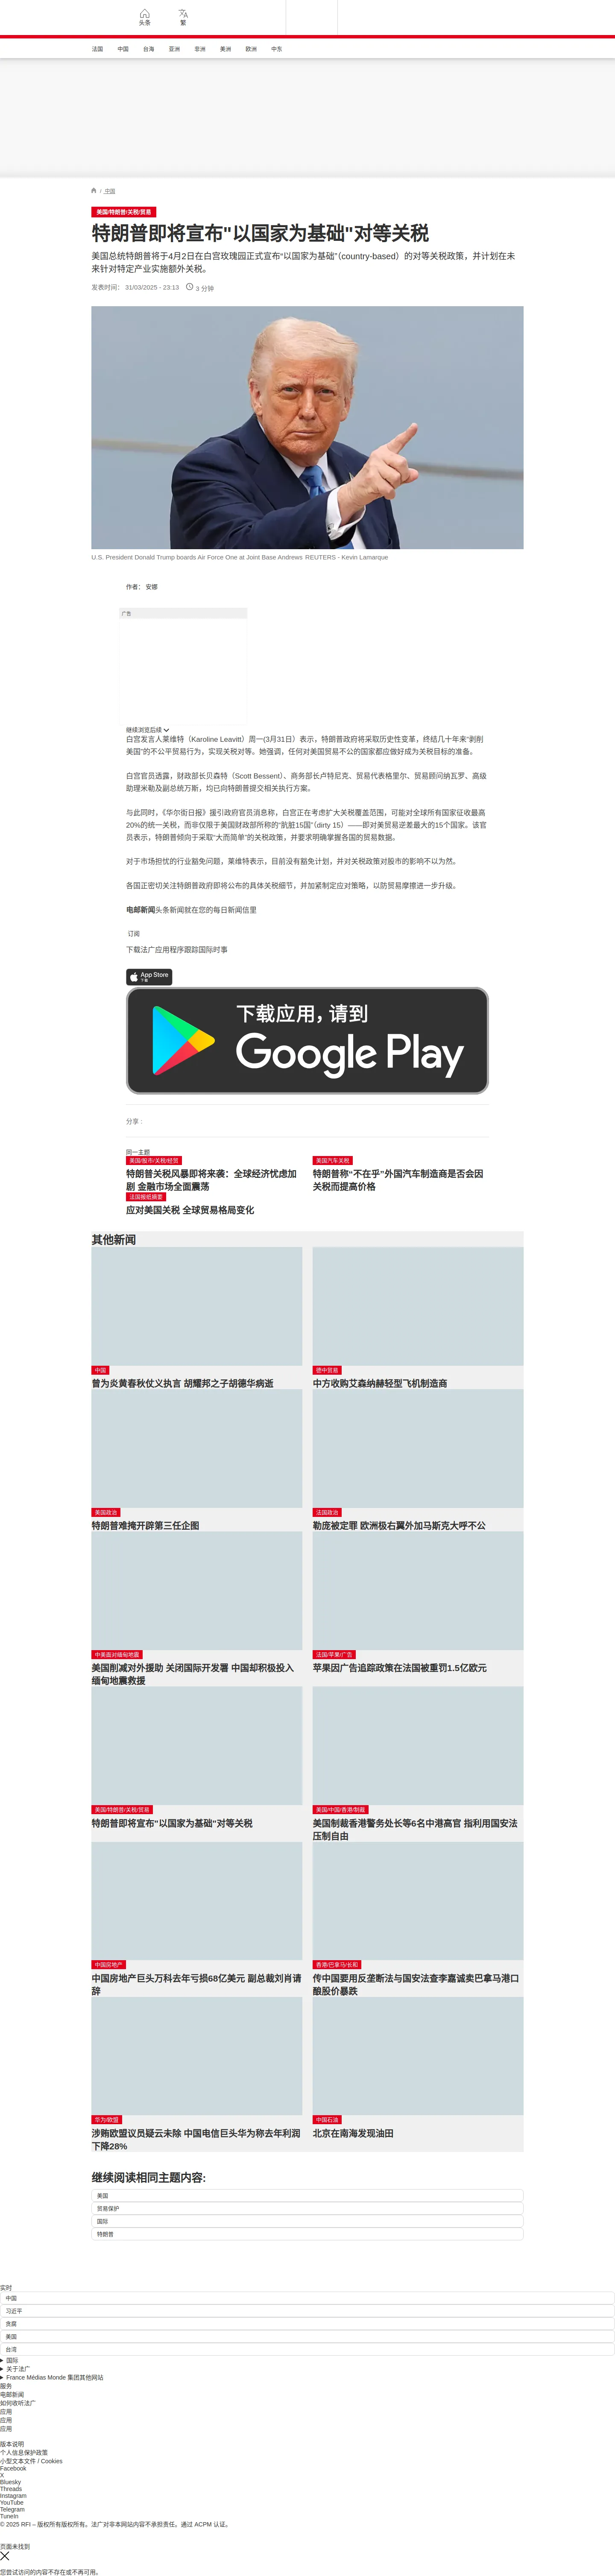 头条
繁
法国 中国 台海 亚洲 非洲 美洲 欧洲 中东
/ 中国
美国/特朗普/关税/贸易
特朗普即将宣布"以国家为基础"对等关税
美国总统特朗普将于4月2日在白宫玫瑰园正式宣布“以国家为基础”（country-based）的对等关税政策，并计划在未
来针对特定产业实施额外关税。
发表时间： 31/03/2025 - 23:13 3 分钟
U.S. President Donald Trump boards Air Force One at Joint Base Andrews REUTERS - Kevin Lamarque
作者： 安娜
广告
继续浏览后续
白宫发言人莱维特（Karoline Leavitt）周一(3月31日）表示，特朗普政府将采取历史性变革，终结几十年来“剥削
美国”的不公平贸易行为，实现关税对等。她强调，任何对美国贸易不公的国家都应做好成为关税目标的准备。
白宫官员透露，财政部长贝森特（Scott Bessent）、商务部长卢特尼克、贸易代表格里尔、贸易顾问纳瓦罗、高级
助理米勒及副总统万斯，均已向特朗普提交相关执行方案。
与此同时，《华尔街日报》援引政府官员消息称，白宫正在考虑扩大关税覆盖范围，可能对全球所有国家征收最高
20%的统一关税，而非仅限于美国财政部所称的“肮脏15国”（dirty 15）——即对美贸易逆差最大的15个国家。该官
员表示，特朗普倾向于采取“大而简单”的关税政策，并要求明确掌握各国的贸易数据。
对于市场担忧的行业豁免问题，莱维特表示，目前没有豁免计划，并对关税政策对股市的影响不以为然。
各国正密切关注特朗普政府即将公布的具体关税细节，并加紧制定应对策略，以防贸易摩擦进一步升级。
电邮新闻头条新闻就在您的每日新闻信里
订阅
下载法广应用程序跟踪国际时事
App Store
下载
下载应用，请到
Google Play
分享 :
同一主题
美国/股市/关税/经贸
特朗普关税风暴即将来袭：全球经济忧虑加
剧 金融市场全面震荡
美国汽车关税
特朗普称“不在乎”外国汽车制造商是否会因
关税而提高价格
法国报纸摘要
应对美国关税 全球贸易格局变化
其他新闻
中国
曾为炎黄春秋仗义执言 胡耀邦之子胡德华病逝
德中贸易
中方收购艾森纳赫轻型飞机制造商
美国政治
特朗普难掩开辟第三任企图
法国政治
勒庞被定罪 欧洲极右翼外加马斯克大呼不公
中美面对缅甸地震
美国削减对外援助 关闭国际开发署 中国却积极投入
缅甸地震救援
法国/苹果/广告
苹果因广告追踪政策在法国被重罚1.5亿欧元
美国/特朗普/关税/贸易
特朗普即将宣布"以国家为基础"对等关税
美国/中国/香港/制裁
美国制裁香港警务处长等6名中港高官 指利用国安法
压制自由
中国房地产
中国房地产巨头万科去年亏损68亿美元 副总裁刘肖请
辞
香港/巴拿马/长和
传中国要用反垄断法与国安法查李嘉诚卖巴拿马港口
酿股价暴跌
华为/欧盟
涉贿欧盟议员疑云未除 中国电信巨头华为称去年利润
下降28%
中国石油
北京在南海发现油田
继续阅读相同主题内容:
美国
贸易保护
国际
特朗普
实时
中国
习近平
贪腐
美国
台湾
国际
关于法广
France Médias Monde 集团其他网站
服务
电邮新闻
如何收听法广
应用
应用
应用
版本说明
个人信息保护政策
小型文本文件 / Cookies
Facebook
X
Bluesky
Threads
Instagram
YouTube
Telegram
TuneIn
© 2025 RFI – 版权所有版权所有。法广对非本网站内容不承担责任。通过 ACPM 认证。
页面未找到
您尝试访问的内容不存在或不再可用。